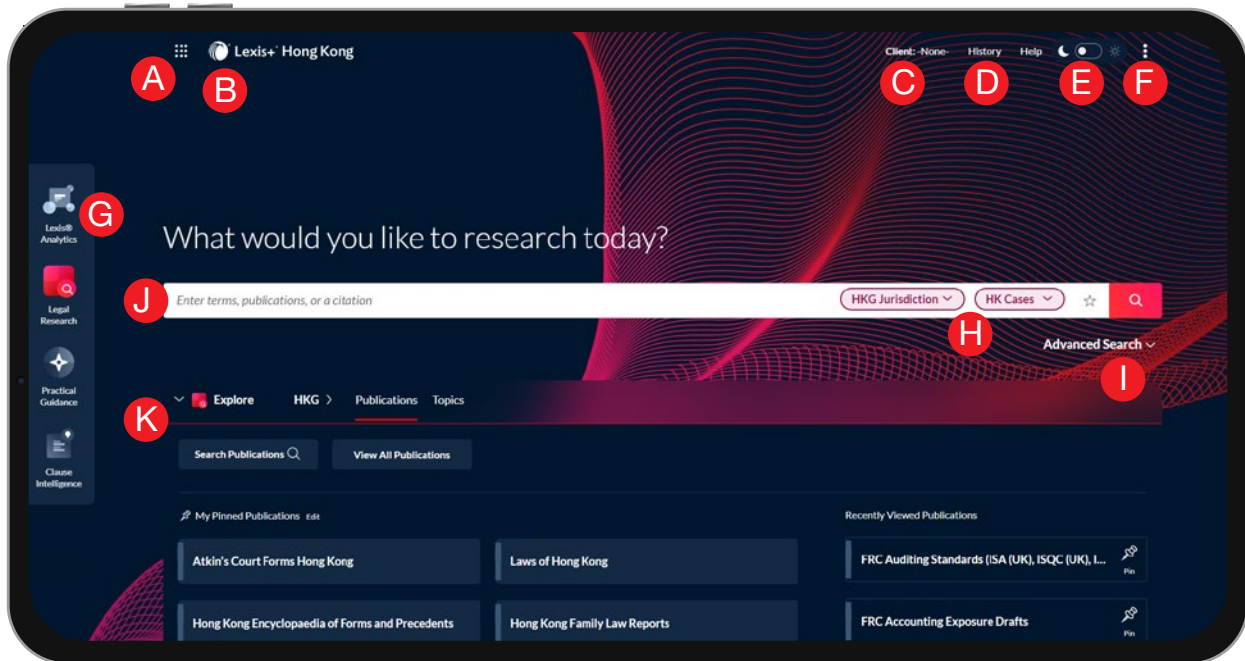 Lexis+® Hong Kong
Client: -None- History Help
A
B
C
D
E
F
Lexis®
Analytics
G
What would you like to research today?
J
Enter terms, publications, or a citation
HKG Jurisdiction
HK Cases
H
Legal
Research
Advanced Search
I
Practical
Guidance
Explore HKG > Publications Topics
K
Search Publications
View All Publications
Clause
Intelligence
My Pinned Publications Edit
Recently Viewed Publications
Atkin's Court Forms Hong Kong
Laws of Hong Kong
FRC Auditing Standards (ISA (UK), ISQC (UK), I...
Pin
Hong Kong Encyclopaedia of Forms and Precedents
Hong Kong Family Law Reports
FRC Accounting Exposure Drafts
Pin